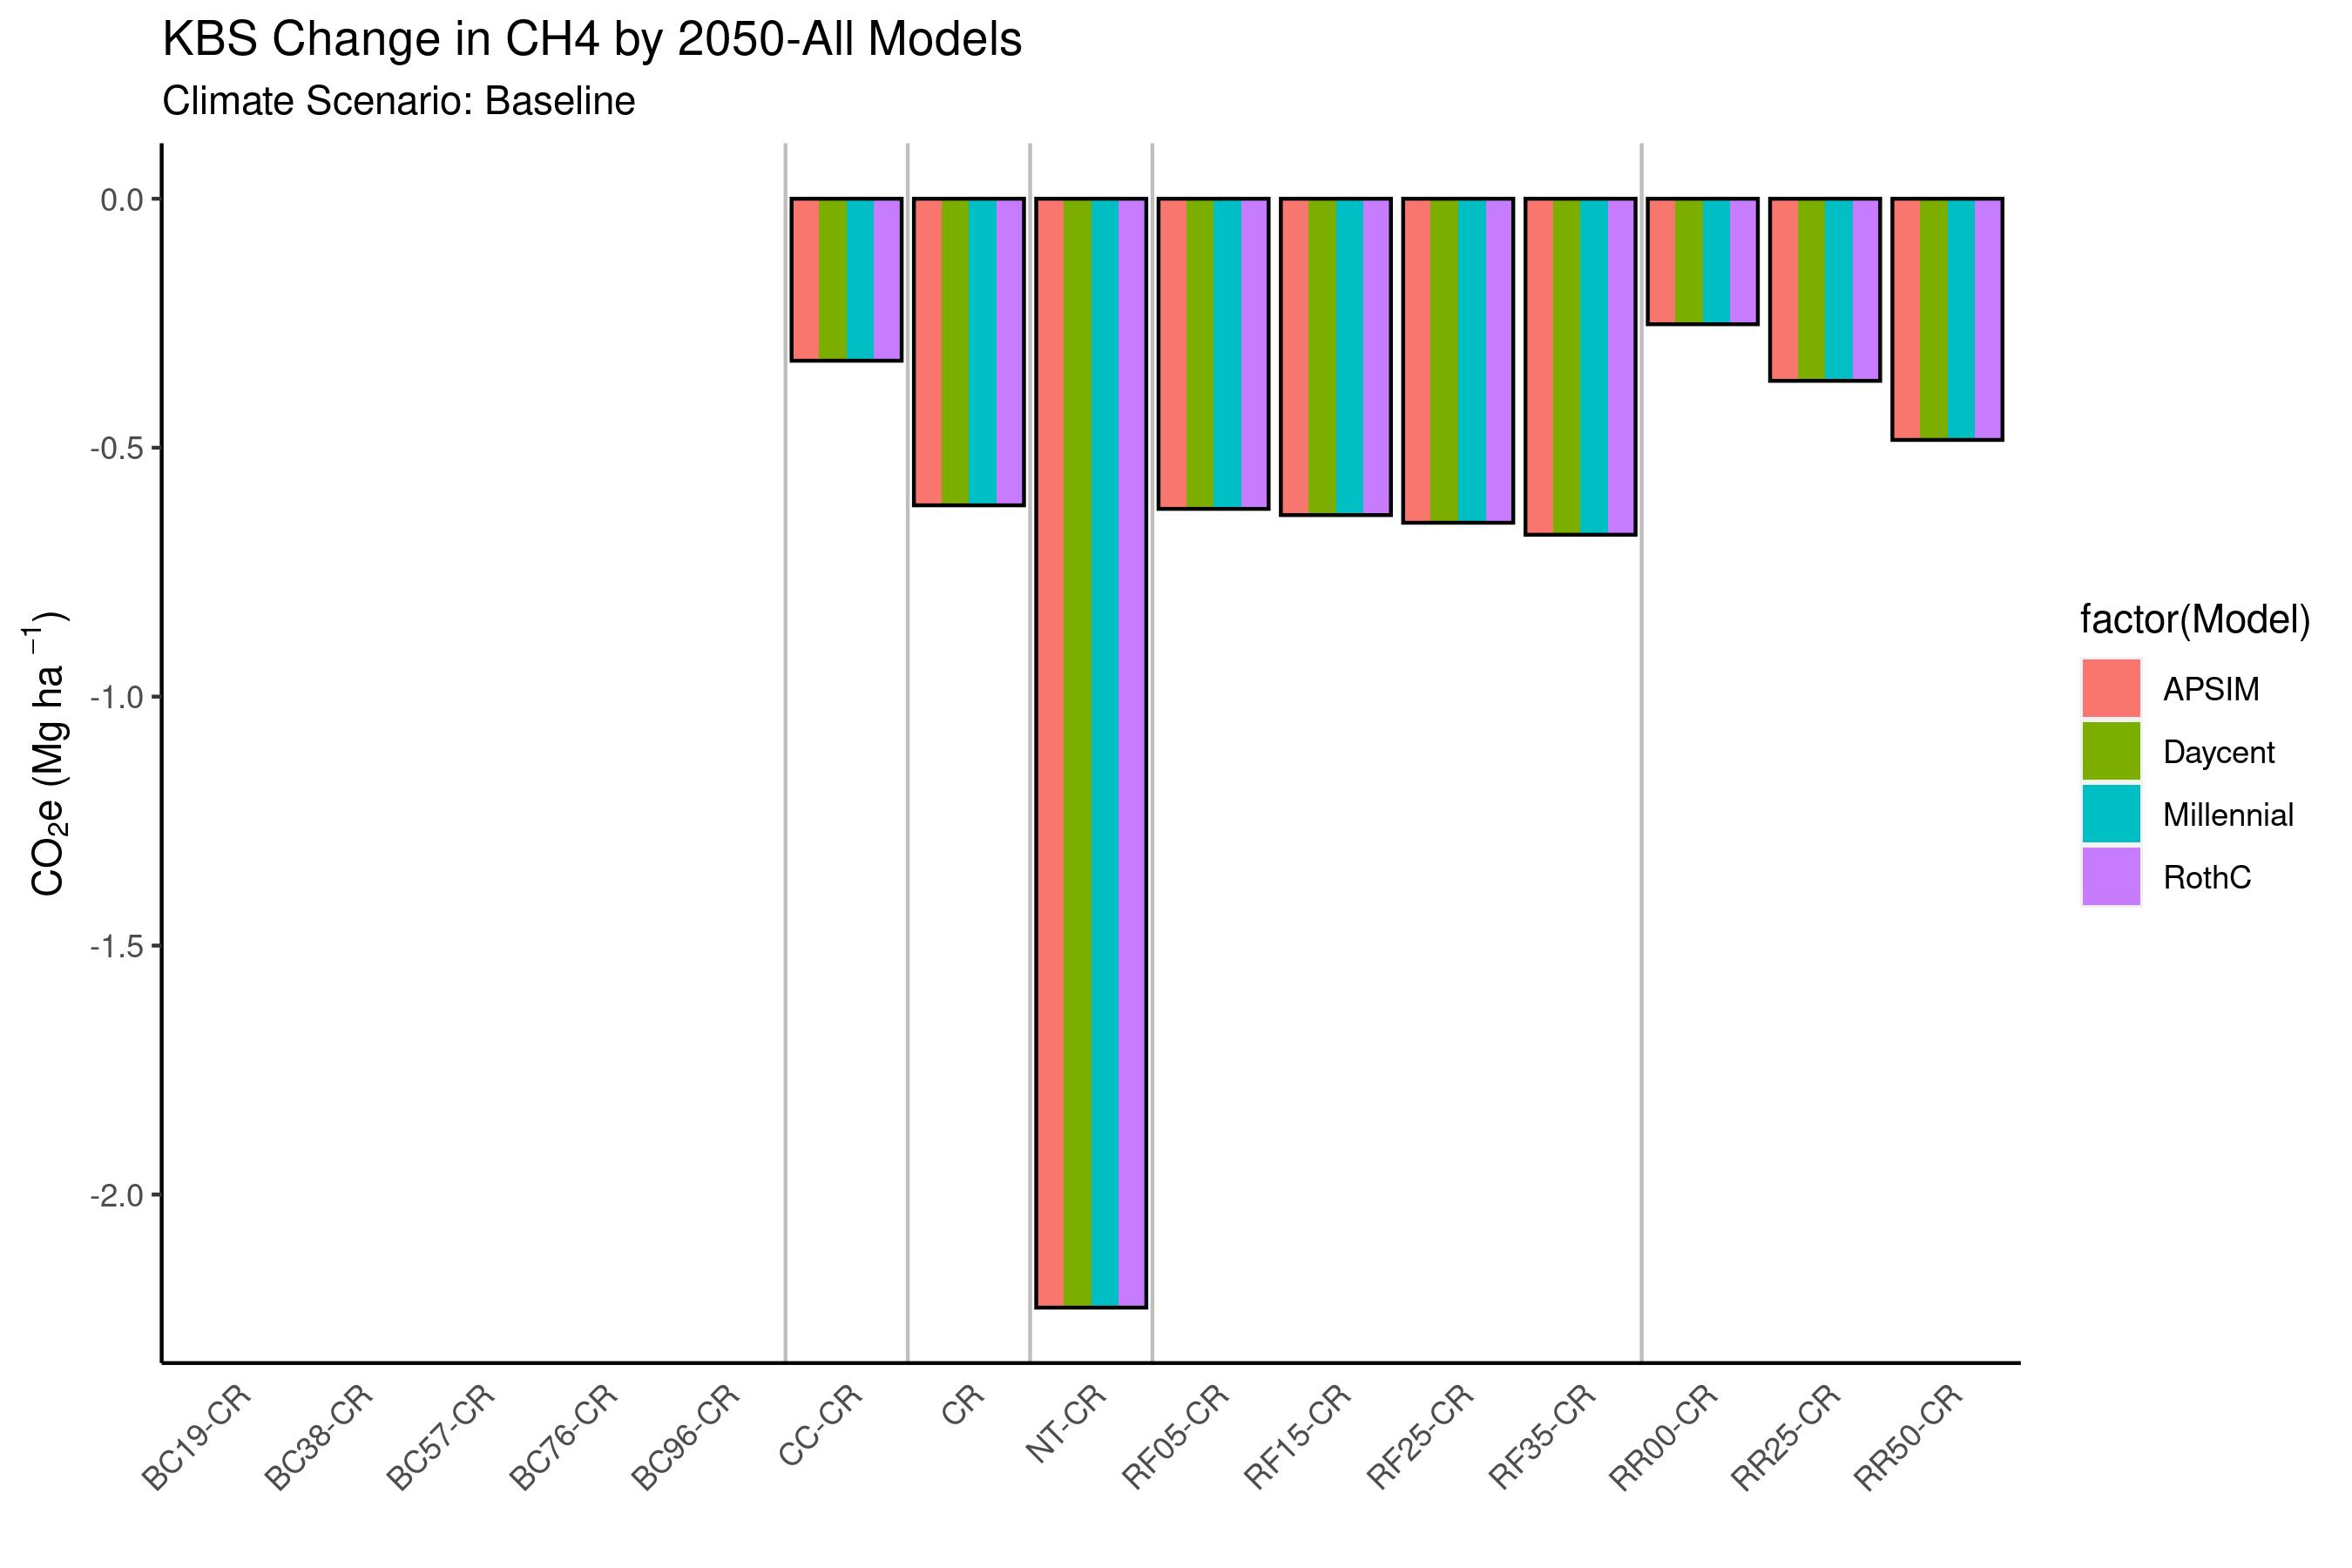 KBS Change in CH4 by 2050-All Models
Climate Scenario: Baseline
CO₂e (Mg ha ⁻¹)
0.0
-0.5
-1.0
-1.5
-2.0
BC19-CR
BC38-CR
BC57-CR
BC76-CR
BC96-CR
CC-CR
CR
NT-CR
RF05-CR
RF15-CR
RF25-CR
RF35-CR
RR00-CR
RR25-CR
RR50-CR
factor(Model)
APSIM
Daycent
Millennial
RothC